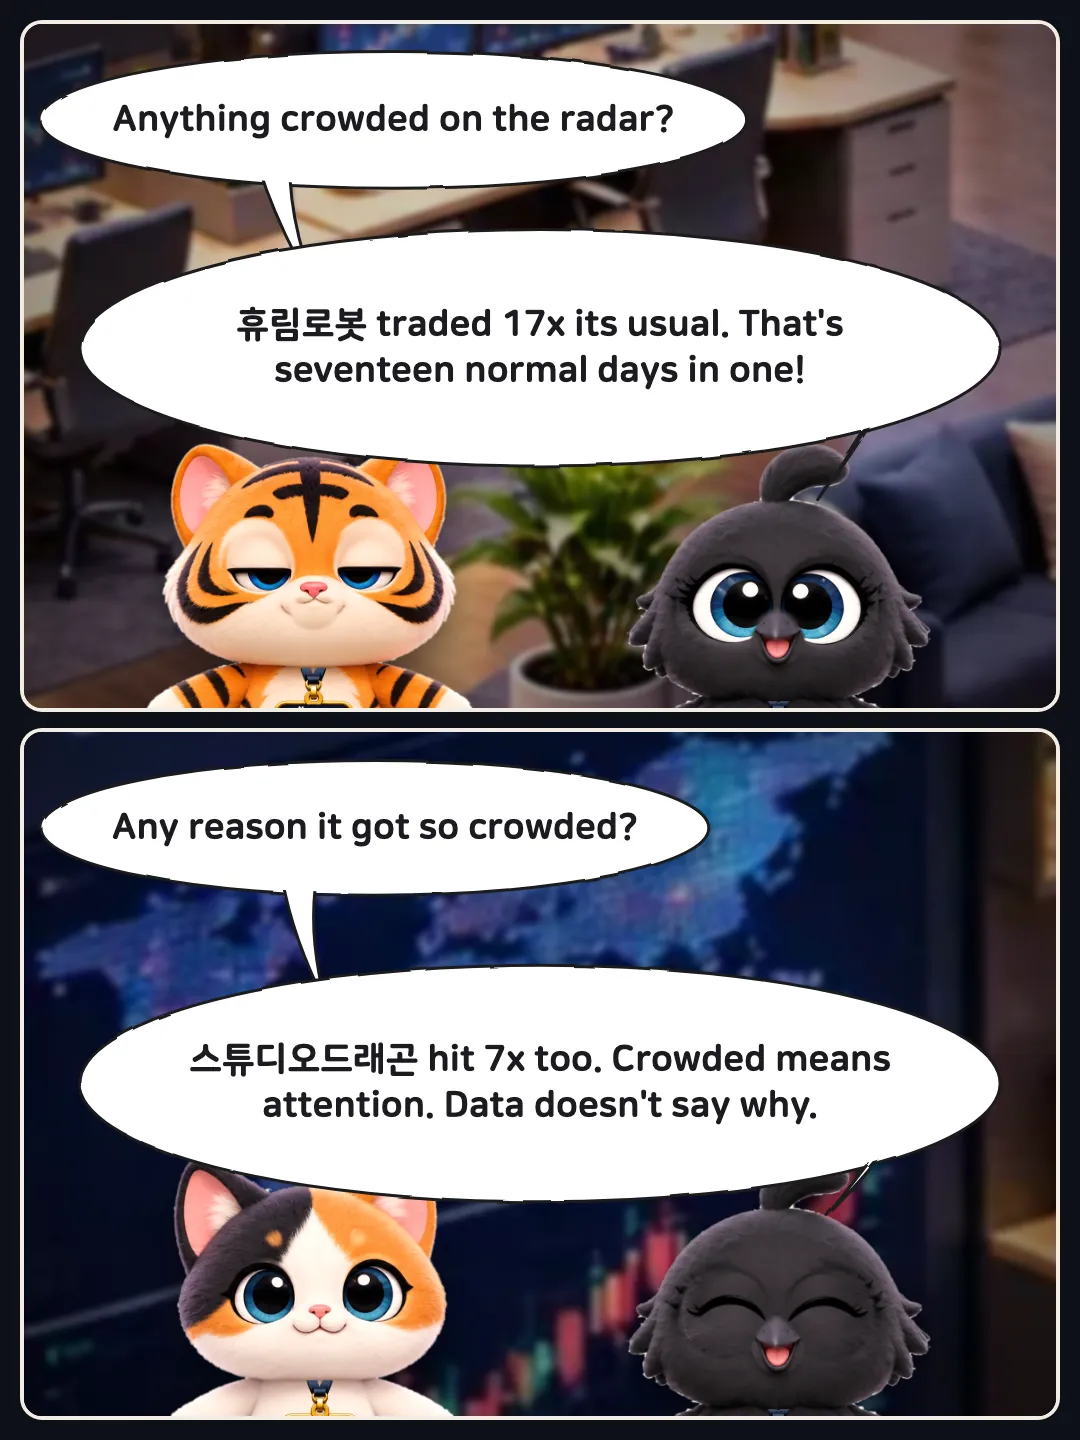 Anything crowded on the radar?
휴림로봇 traded 17x its usual. That's
seventeen normal days in one!
Any reason it got so crowded?
스튜디오드래곤 hit 7x too. Crowded means
attention. Data doesn't say why.